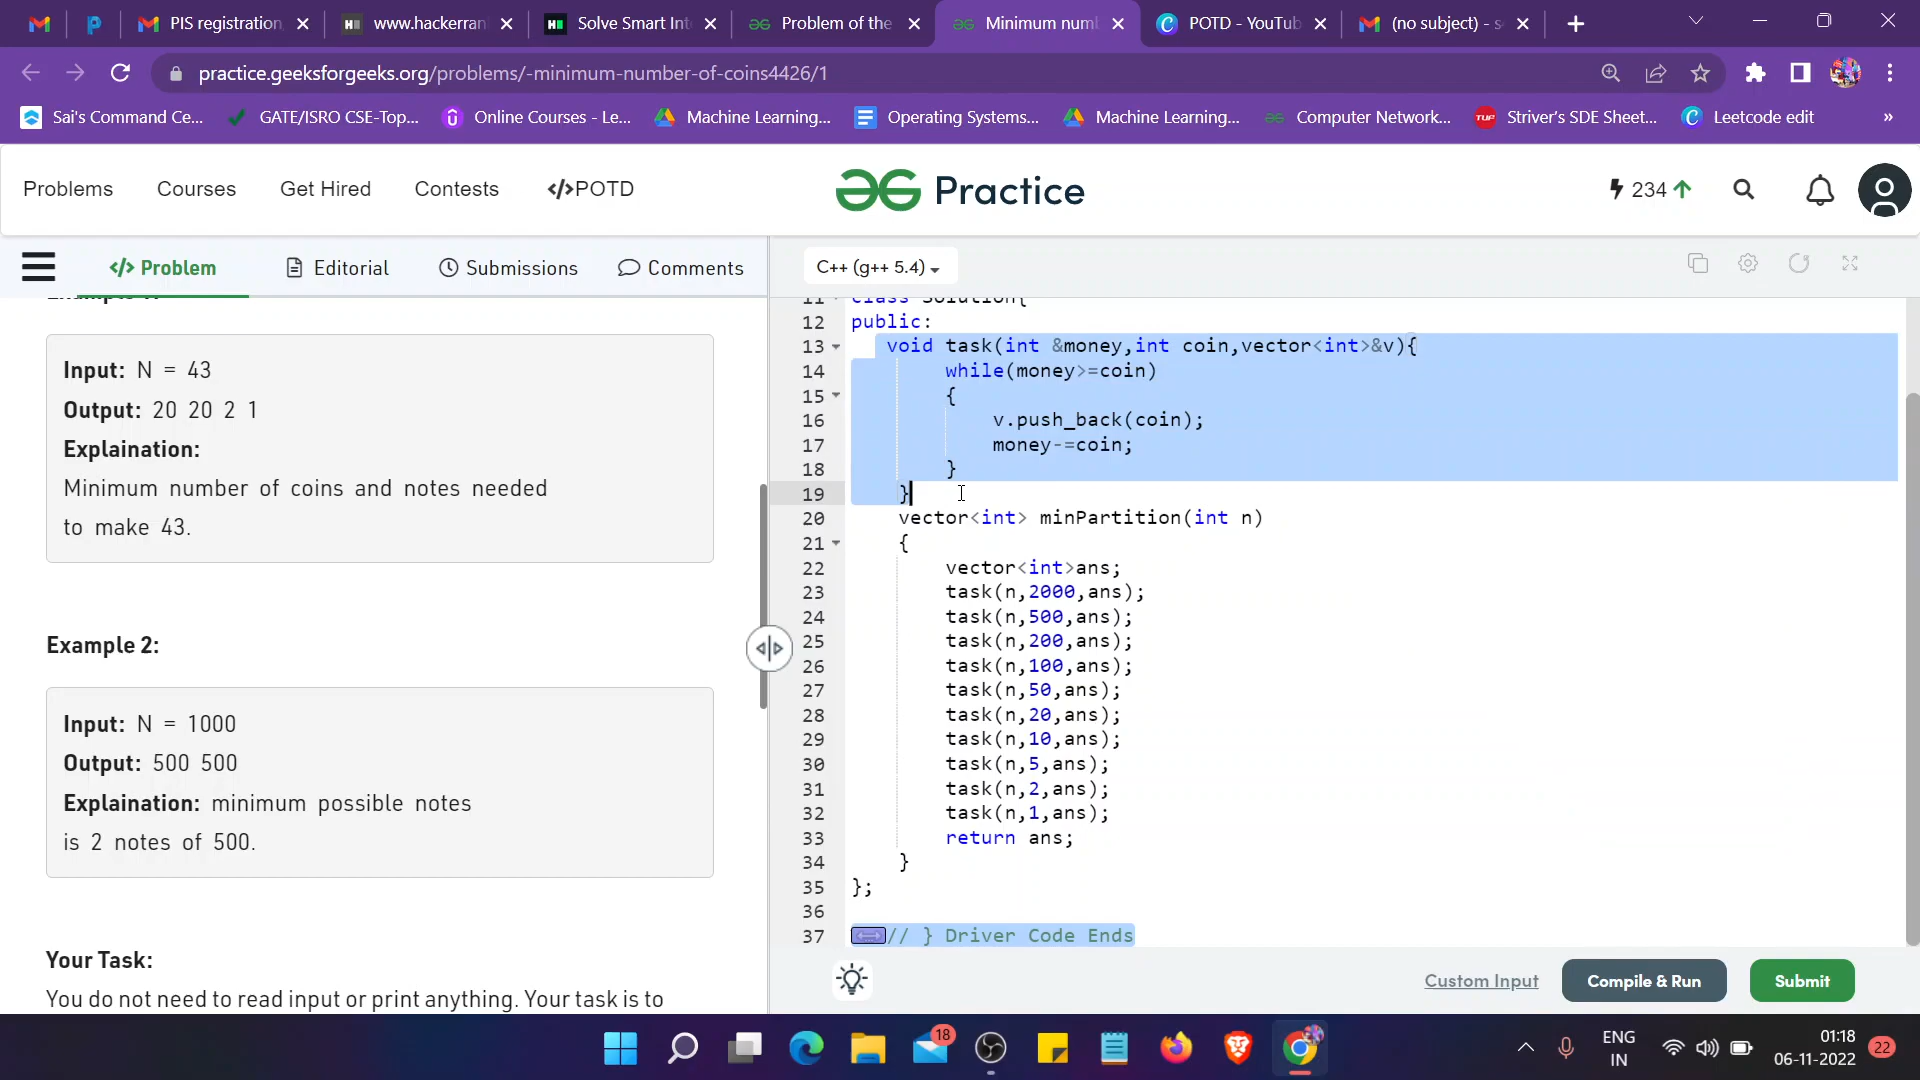 PIS registration
www.hackerran
Solve Smart Int
Problem of the
Minimum num
POTD - YouTub
(no subject) - s
practice.geeksforgeeks.org/problems/-minimum-number-of-coins4426/1
Sai's Command Ce...
GATE/ISRO CSE-Top...
Online Courses - Le...
Machine Learning...
Operating Systems...
Machine Learning...
Computer Network...
TUF
Striver's SDE Sheet...
Leetcode edit
»
Problems
Courses
Get Hired
Contests
</>POTD
Practice
234
</> Problem
Editorial
Submissions
Comments
C++ (g++ 5.4)
Input: N = 43
Output: 20 20 2 1
Explaination:
Minimum number of coins and notes needed
to make 43.
Example 2:
Input: N = 1000
Output: 500 500
Explaination: minimum possible notes
is 2 notes of 500.
Your Task:
You do not need to read input or print anything. Your task is to
11 class Solution{
12 public:
13 void task(int &money,int coin,vector<int>&v){
14 while(money>=coin)
15 {
16 v.push_back(coin);
17 money-=coin;
18 }
19 }
20 vector<int> minPartition(int n)
21 {
22 vector<int>ans;
23 task(n,2000,ans);
24 task(n,500,ans);
25 task(n,200,ans);
26 task(n,100,ans);
27 task(n,50,ans);
28 task(n,20,ans);
29 task(n,10,ans);
30 task(n,5,ans);
31 task(n,2,ans);
32 task(n,1,ans);
33 return ans;
34 }
35 };
36
37 // } Driver Code Ends
Custom Input
Compile & Run
Submit
18
ENG
IN
01:18
06-11-2022
22